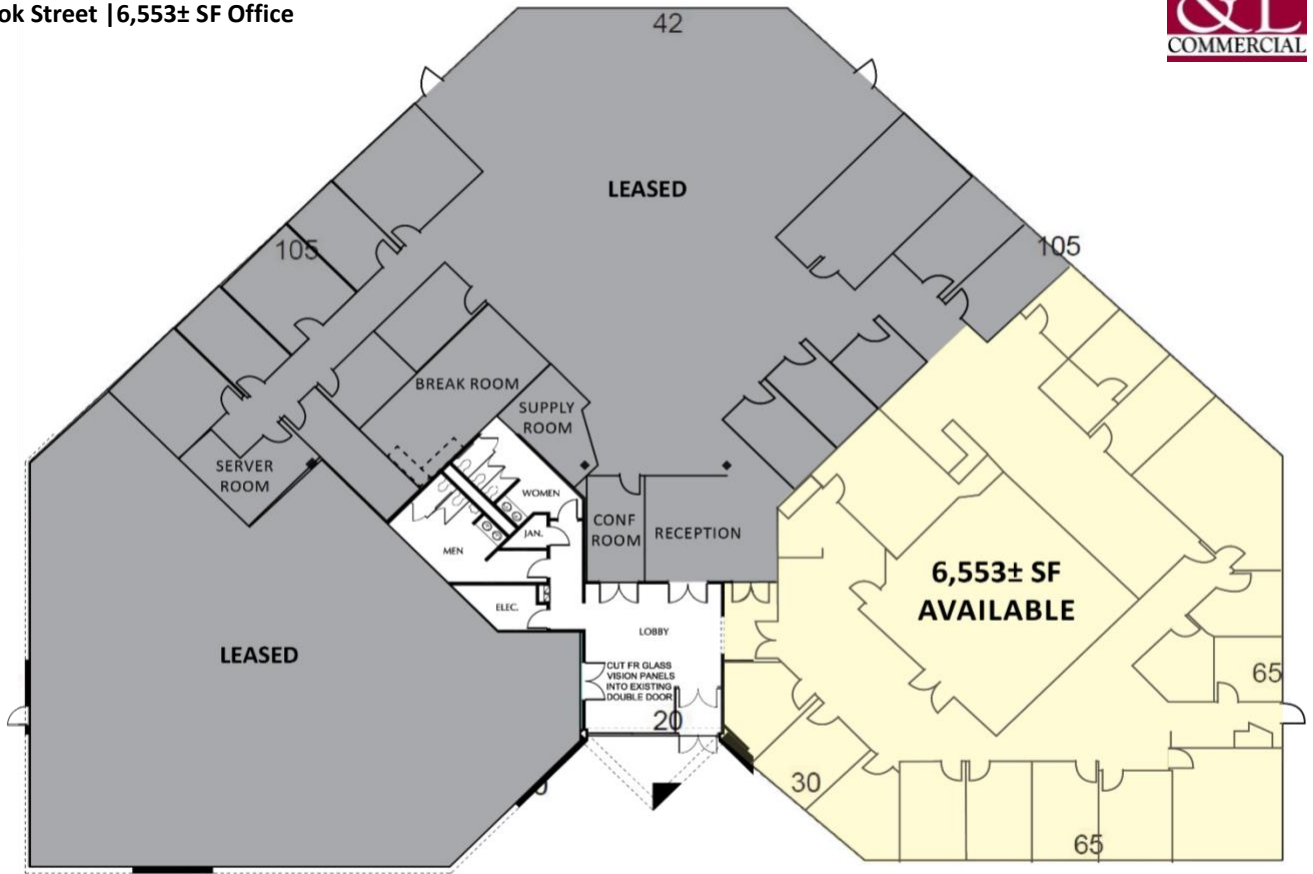 ok Street | 6,553± SF Office
&L
COMMERCIAL
42
LEASED
105
105
BREAK ROOM
SUPPLY
ROOM
SERVER
ROOM
WOMEN
JAN.
MEN
CONF
ROOM
RECEPTION
6,553± SF
AVAILABLE
ELEC.
LOBBY
LEASED
CUT FR GLASS
VISION PANELS
INTO EXISTING
DOUBLE DOOR
65
20
30
65